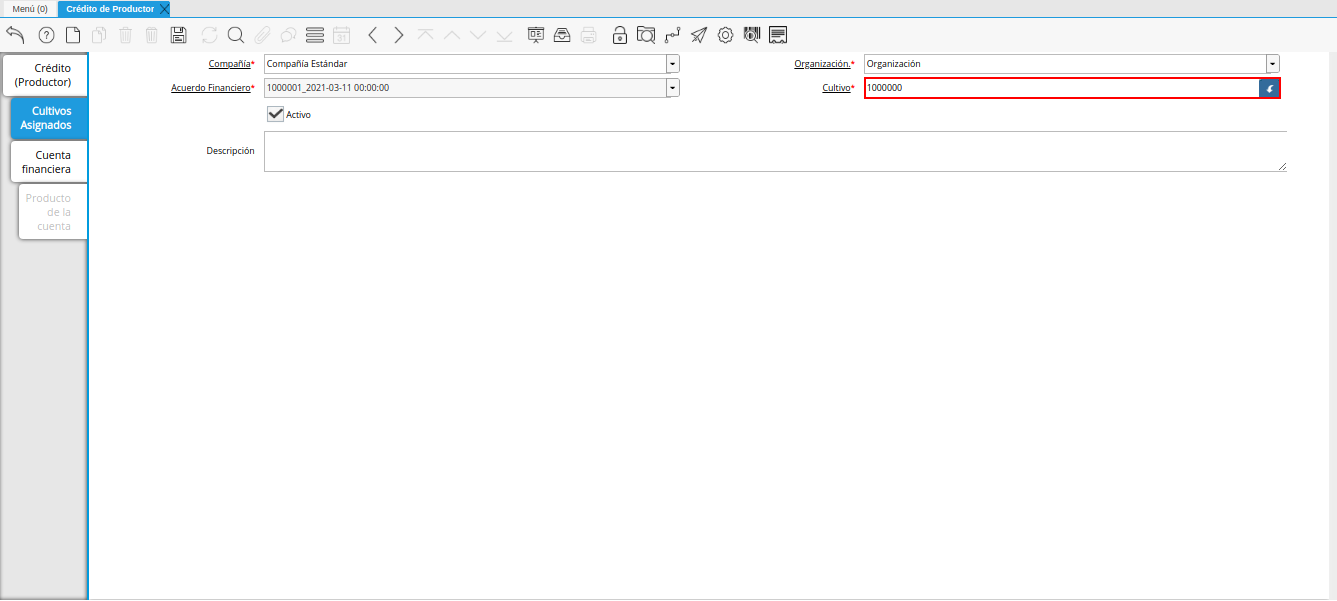 Menú (0)
Crédito de Productor
31
Crédito
(Productor)
Cultivos
Asignados
Cuenta
financiera
Producto
de la
cuenta
Compañía* Compañía Estándar
Organización.* Organización
Acuerdo Financiero* 1000001_2021-03-11 00:00:00
Cultivo* 1000000
Activo
Descripción